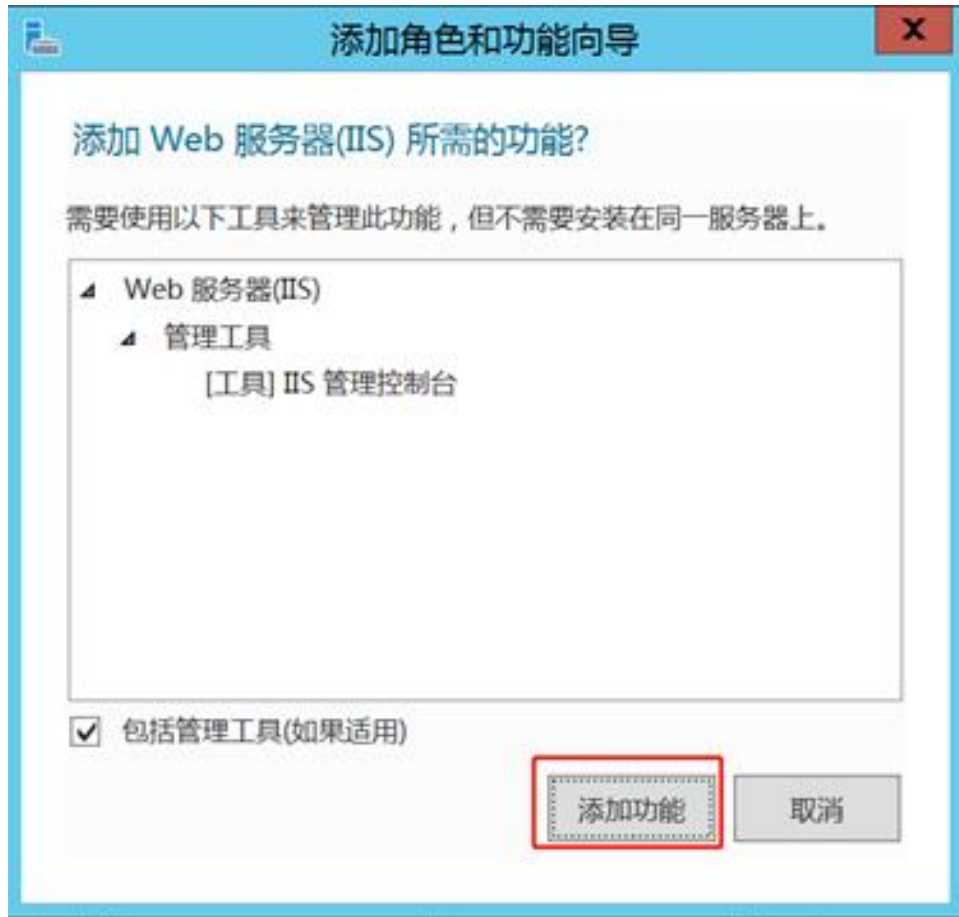 添加角色和功能向导
添加 Web 服务器(IIS) 所需的功能?
需要使用以下工具来管理此功能，但不需要安装在同一服务器上。
Web 服务器(IIS)
管理工具
[工具] IIS 管理控制台
包括管理工具(如果适用)
添加功能 取消